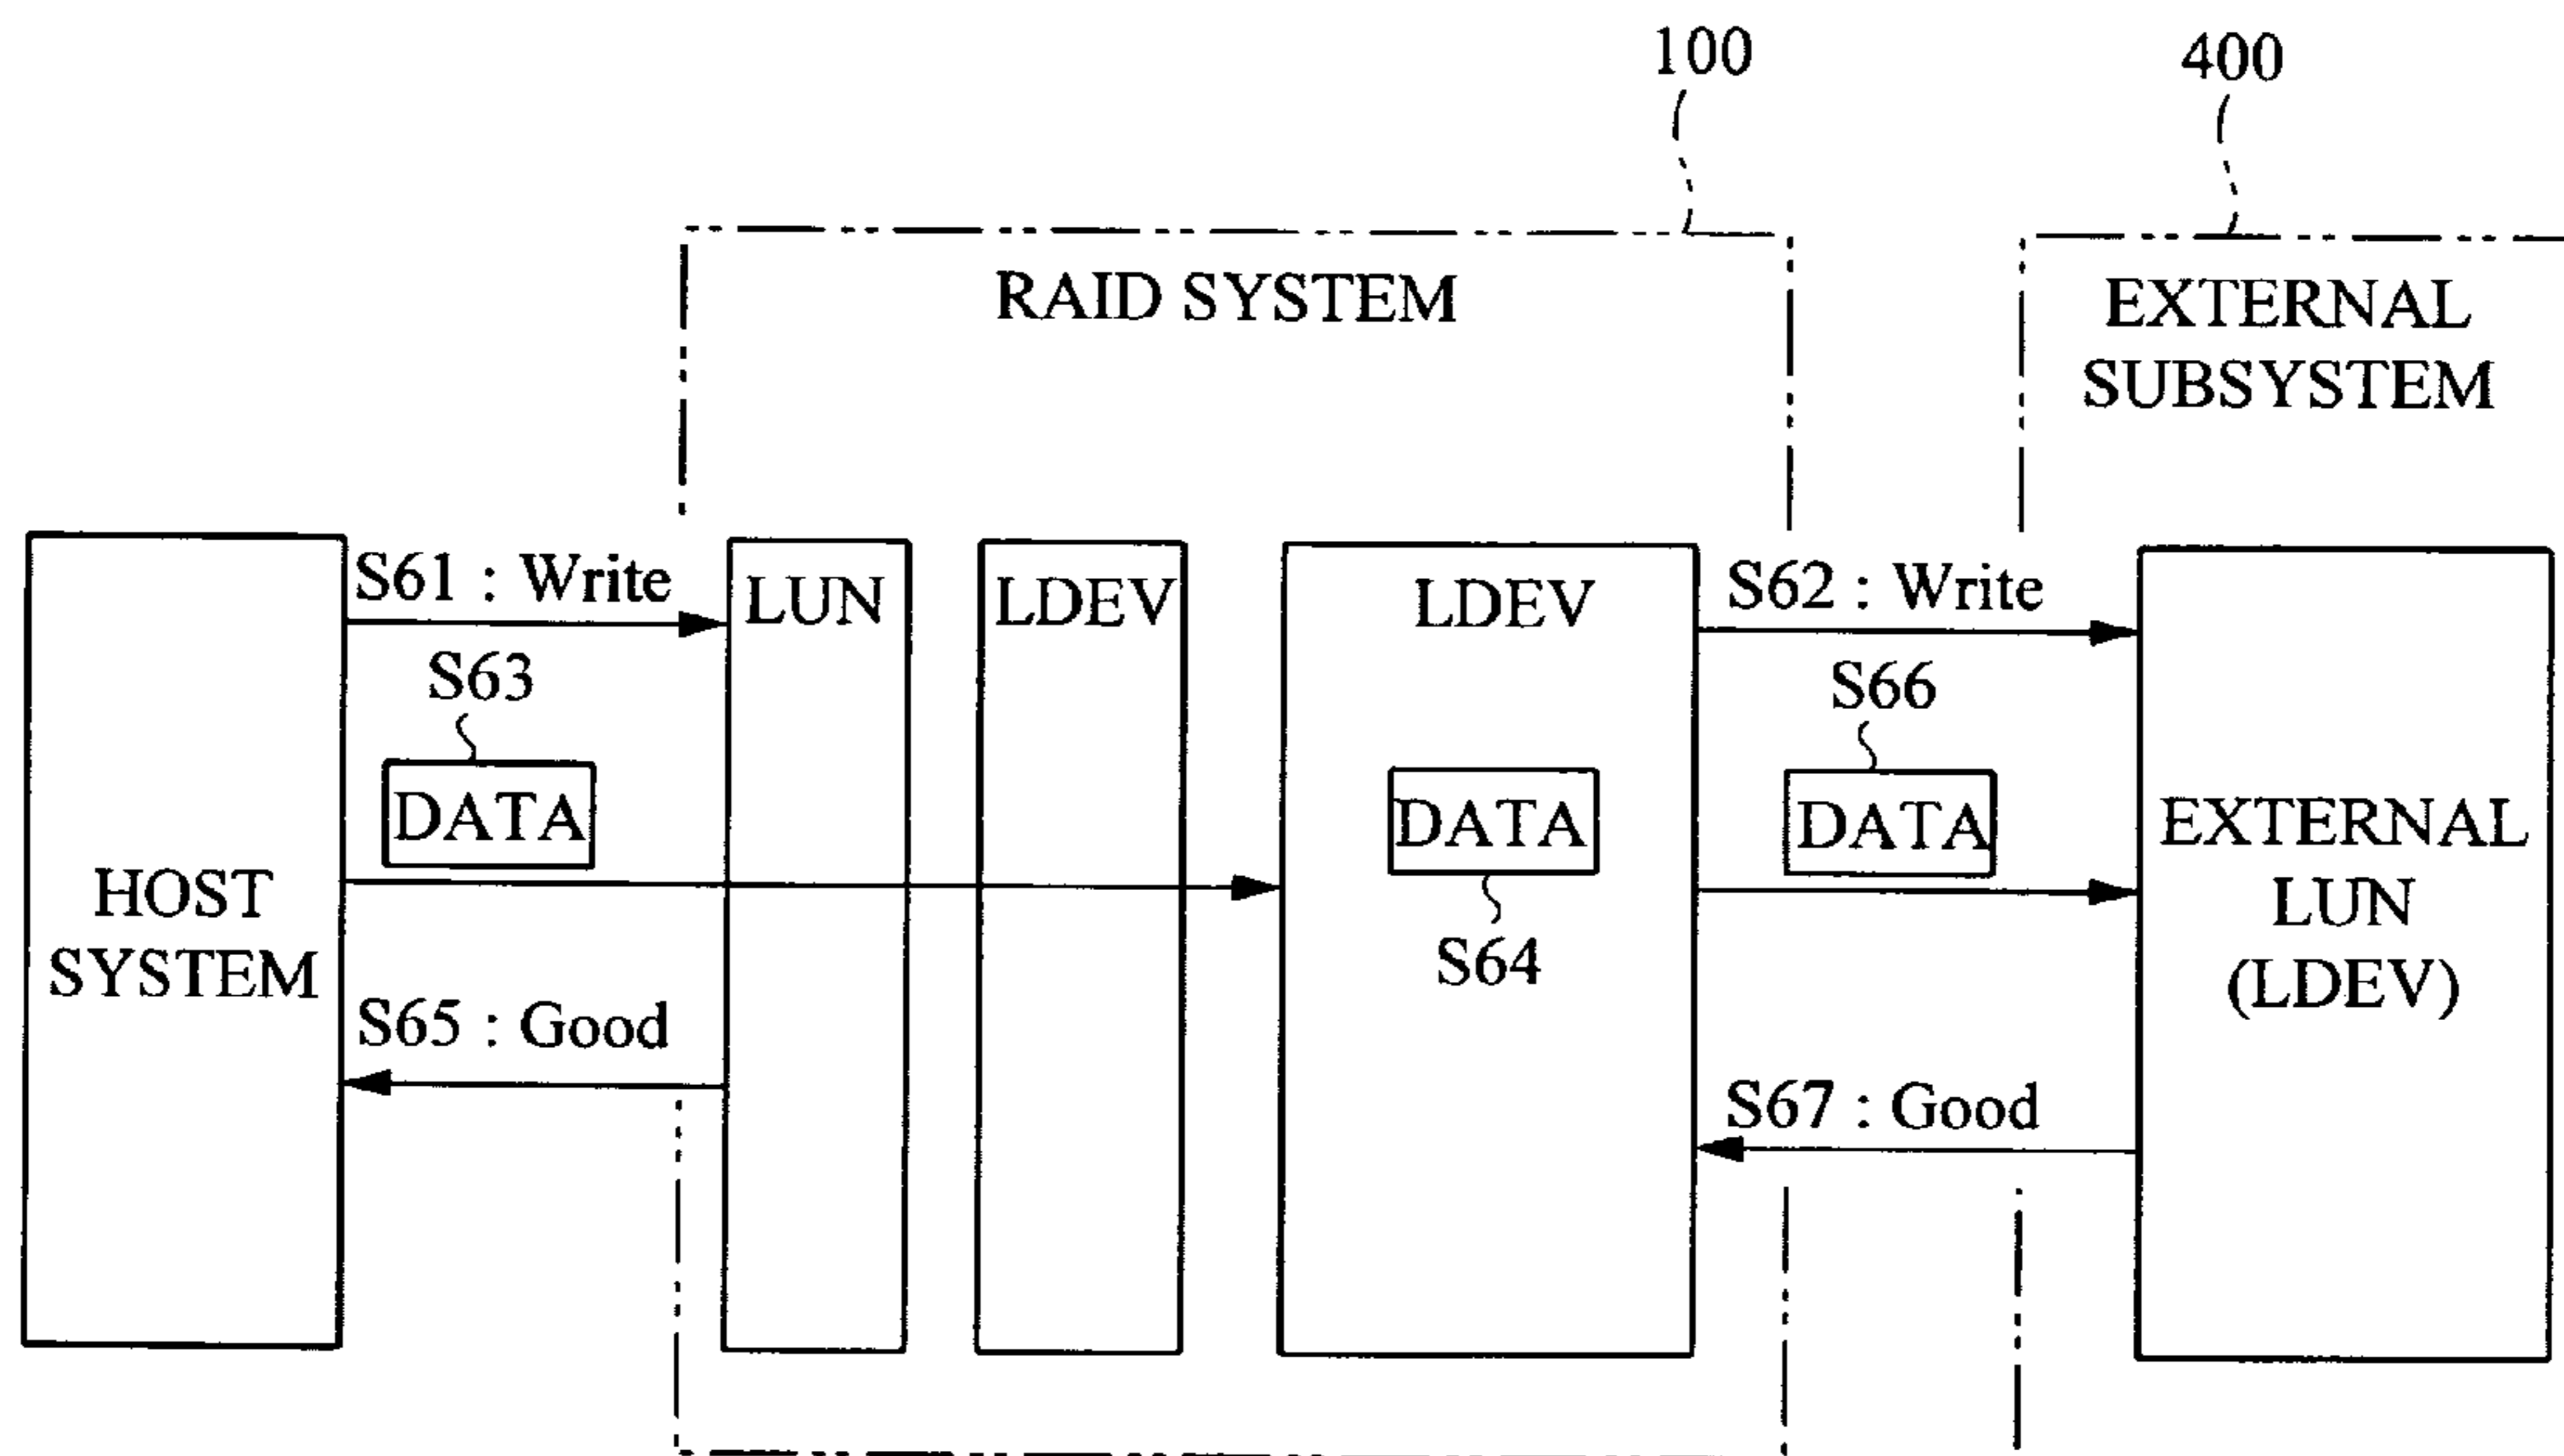 100
400
RAID SYSTEM
EXTERNAL
SUBSYSTEM
S61 : Write
LUN
LDEV
LDEV
S62 : Write
S63
S66
DATA
DATA
DATA
HOST
SYSTEM
EXTERNAL
LUN
(LDEV)
S64
S65 : Good
S67 : Good